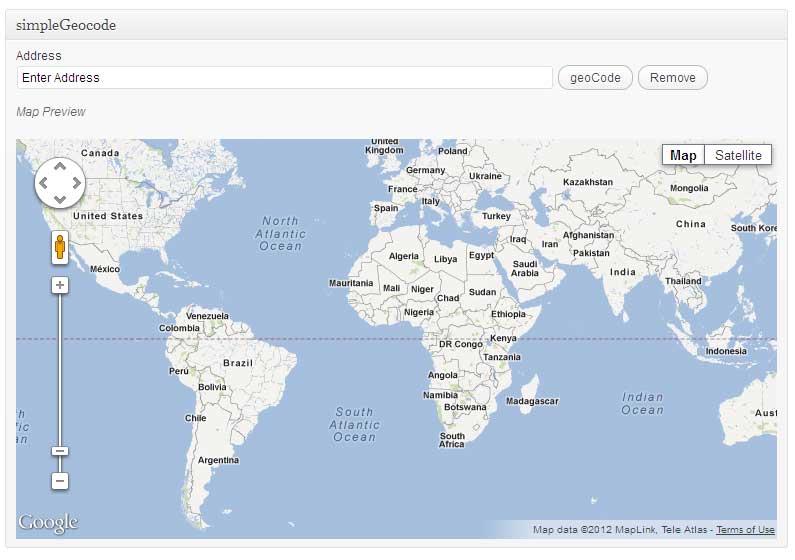 simpleGeocode
Address
Enter Address
geoCode
Remove
Map Preview
Map
Satellite
Canada
United
Kingdom
Poland
Germany
Ukraine
France
Kazakhstan
Mongolia
Italy
Spain
United States
Turkey
China
South Kore
North
Atlantic
Ocean
Afghanistan
Iraq
Iran
Pakistan
Algeria
Libya
Egypt
Saudi
Arabia
México
India
Thailand
Mauritania
Mali
Niger
Chad
Sudan
Nigeria
Ethiopia
Venezuela
Colombia
DR Congo
Kenya
Indonesia
Tanzania
Brazil
Perú
Bolivia
Angola
Namibia
Botswana
Madagascar
Indian
Ocean
South
Atlantic
Ocean
Chile
th
ic
n
Aust
South
Africa
Argentina
Google
Map data ©2012 MapLink, Tele Atlas - Terms of Use